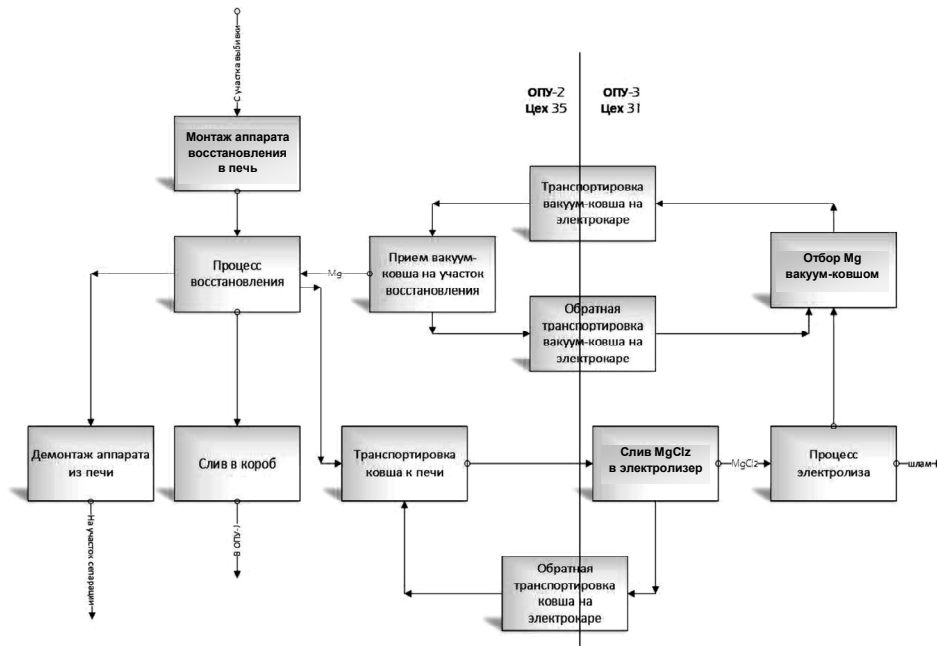 С участка выбивки
ОПУ-2
Цех 35
ОПУ-3
Цех 31
Монтаж аппарата
восстановления
в печь
Транспортировка
вакуум-ковша на
электрокаре
Процесс
восстановления
Mg
Прием вакуум-
ковша на участок
восстановления
Отбор Mg
вакуум-ковшом
Обратная
транспортировка
вакуум-ковша на
электрокаре
Демонтаж аппарата
из печи
Слив в короб
Транспортировка
ковша к печи
Слив MgClz
в электролизер
MgCl2
Процесс
электролиза
шлам
На участок сепарации
В ОПУ-1
Обратная
транспортировка
ковша на
электрокаре